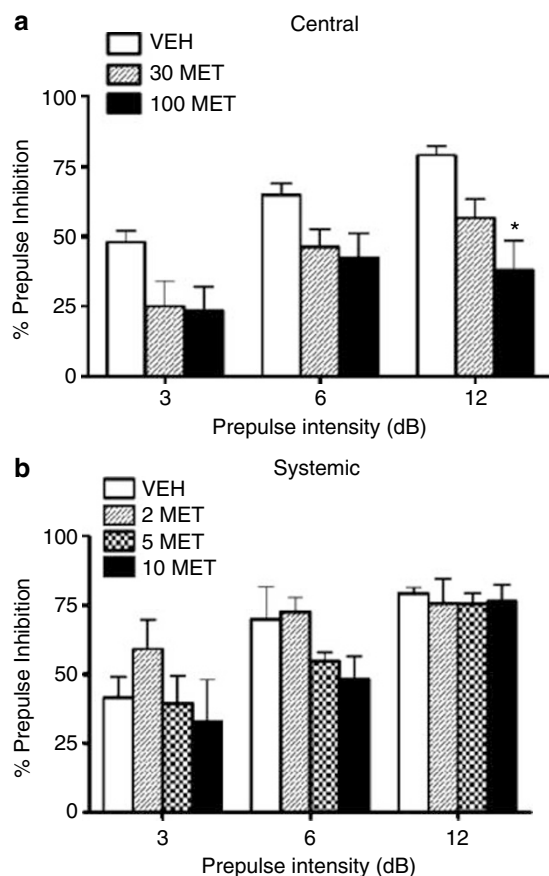 a
Central
VEH
30 MET
100 MET
% Prepulse Inhibition
100
75
50
25
0
*
3 6 12
Prepulse intensity (dB)
b
Systemic
VEH
2 MET
5 MET
10 MET
% Prepulse Inhibition
100
75
50
25
0
3 6 12
Prepulse intensity (dB)